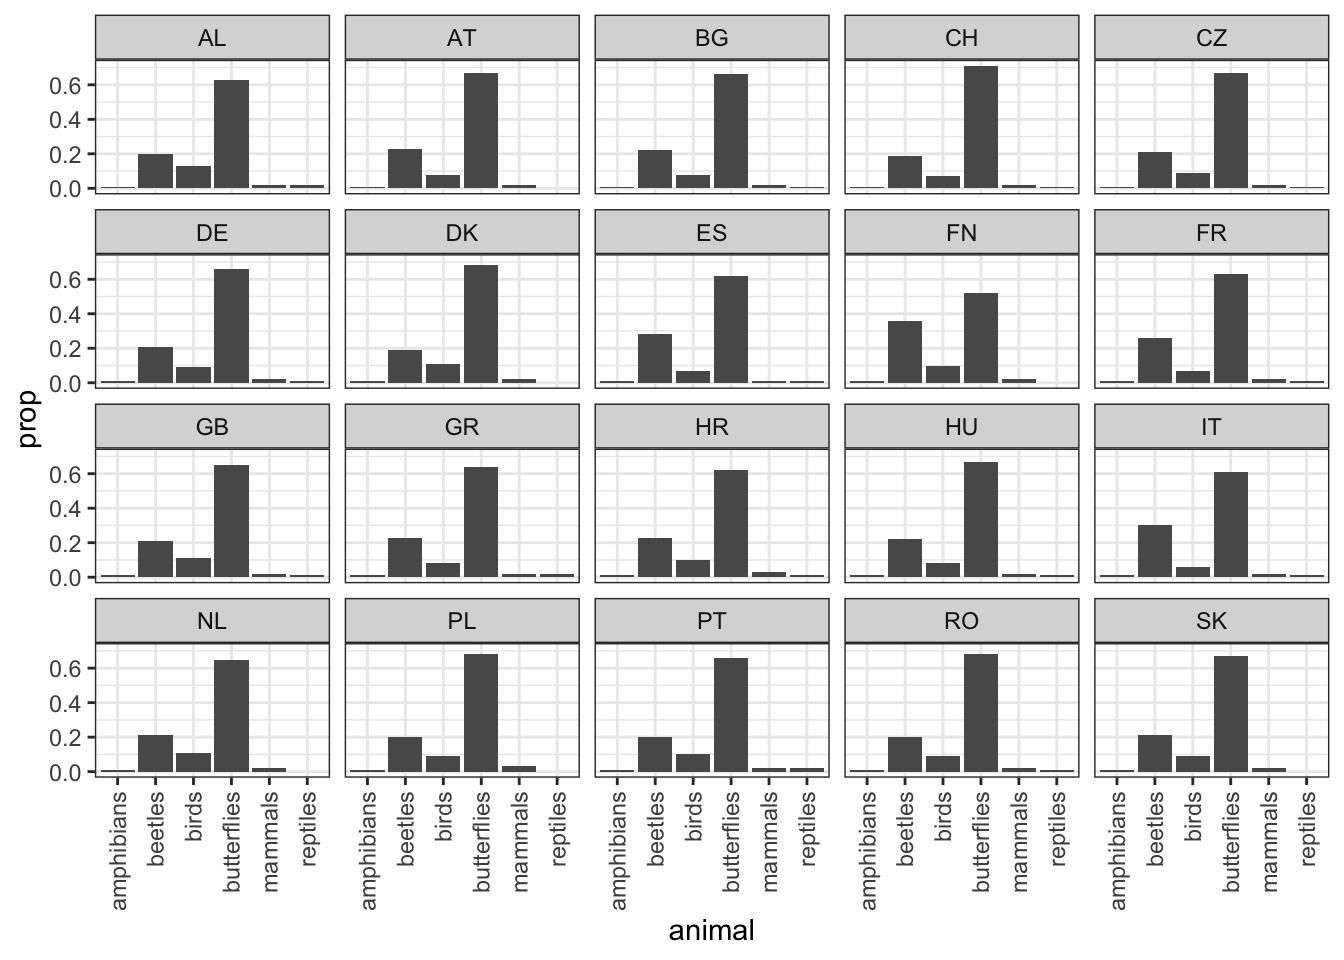 AL AT BG CH CZ
0.6
0.4
0.2
0.0
DE DK ES FN FR
0.6
0.4
0.2
0.0
prop
GB GR HR HU IT
0.6
0.4
0.2
0.0
NL PL PT RO SK
0.6
0.4
0.2
0.0
amphibians beetles birds butterflies mammals reptiles amphibians beetles birds butterflies mammals reptiles amphibians beetles birds butterflies mammals reptiles amphibians beetles birds butterflies mammals reptiles amphibians beetles birds butterflies mammals reptiles
animal